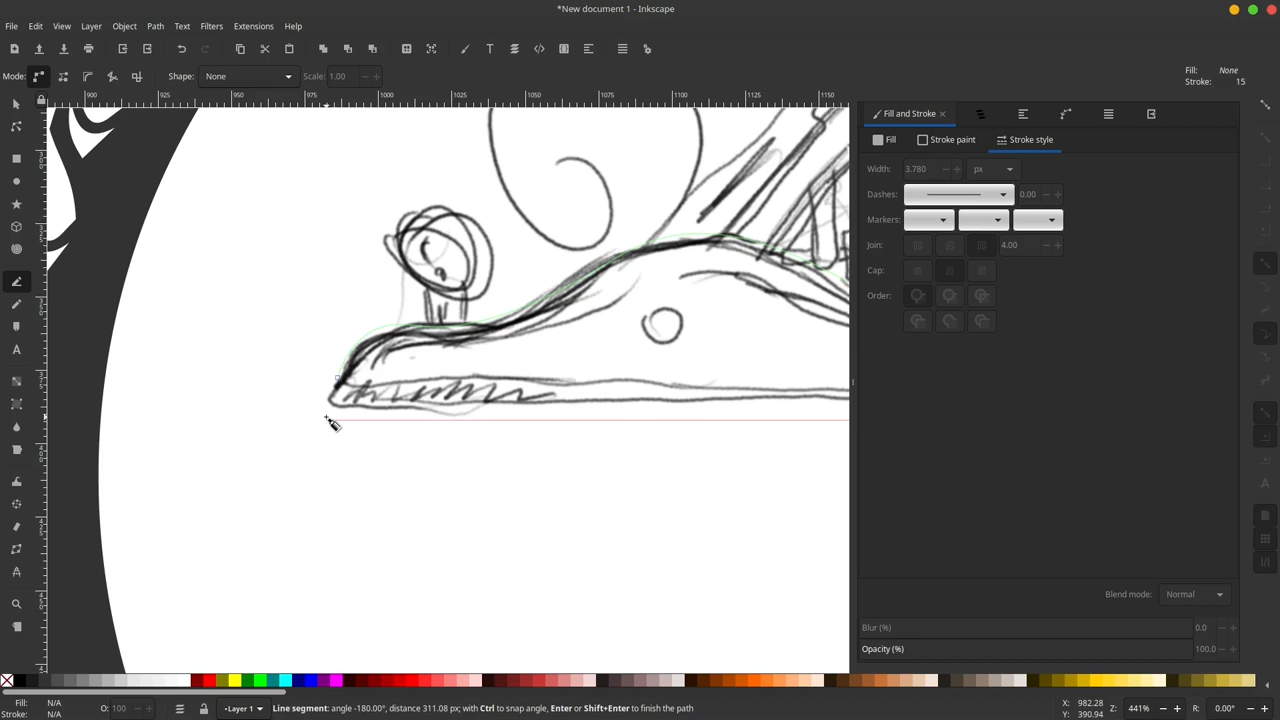 *New document 1 - Inkscape
File Edit View Layer Object Path Text Filters Extensions Help
Mode: Shape: None Scale: 1.00 Fill: None
Stroke: 15
900 925 950 975 1000 1025 1050 1075 1100 1125 1150
Fill and Stroke
Fill Stroke paint Stroke style
Width: 3.780 px
Dashes: 0.00
Markers:
Join: 4.00
Cap:
Order:
Blend mode: Normal
Blur (%) 0.0
Opacity (%) 100.0
Fill: N/A
Stroke: N/A
O: 100 Layer 1 Line segment: angle -180.00°, distance 311.08 px; with Ctrl to snap angle, Enter or Shift+Enter to finish the path
X: 982.28
Y: 390.94
Z: 441% R: 0.00°